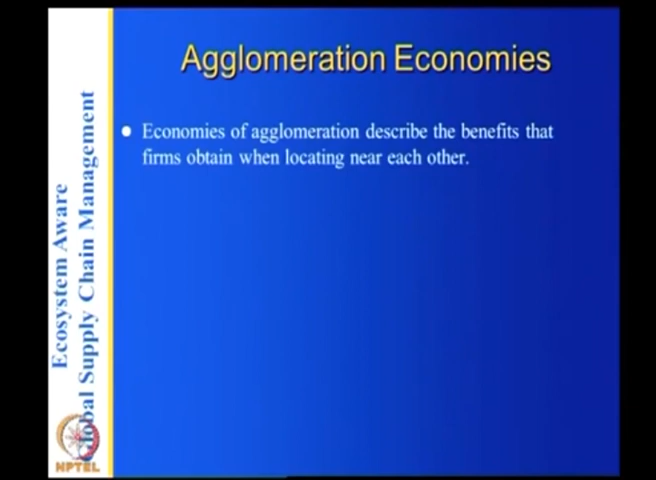 Agglomeration Economies
Economies of agglomeration describe the benefits that
firms obtain when locating near each other.
Ecosystem Aware
Global Supply Chain Management
NPTEL